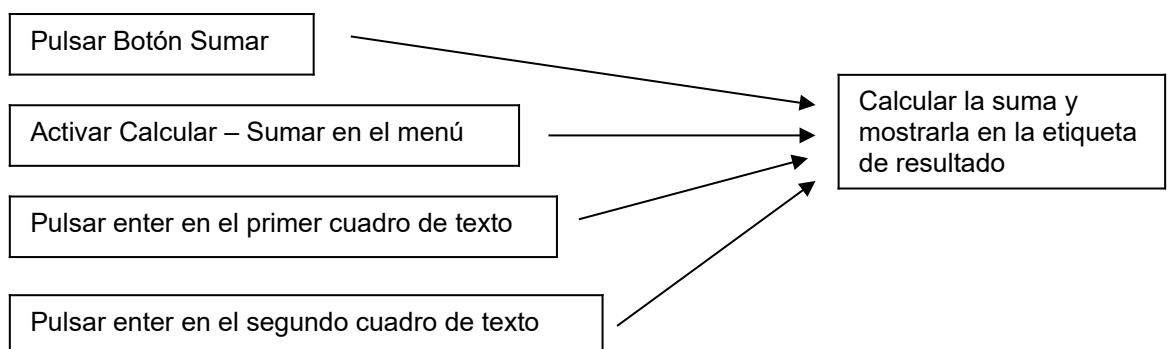 Pulsar Botón Sumar
Activar Calcular – Sumar en el menú
Pulsar enter en el primer cuadro de texto
Pulsar enter en el segundo cuadro de texto
Calcular la suma y
mostrarla en la etiqueta
de resultado